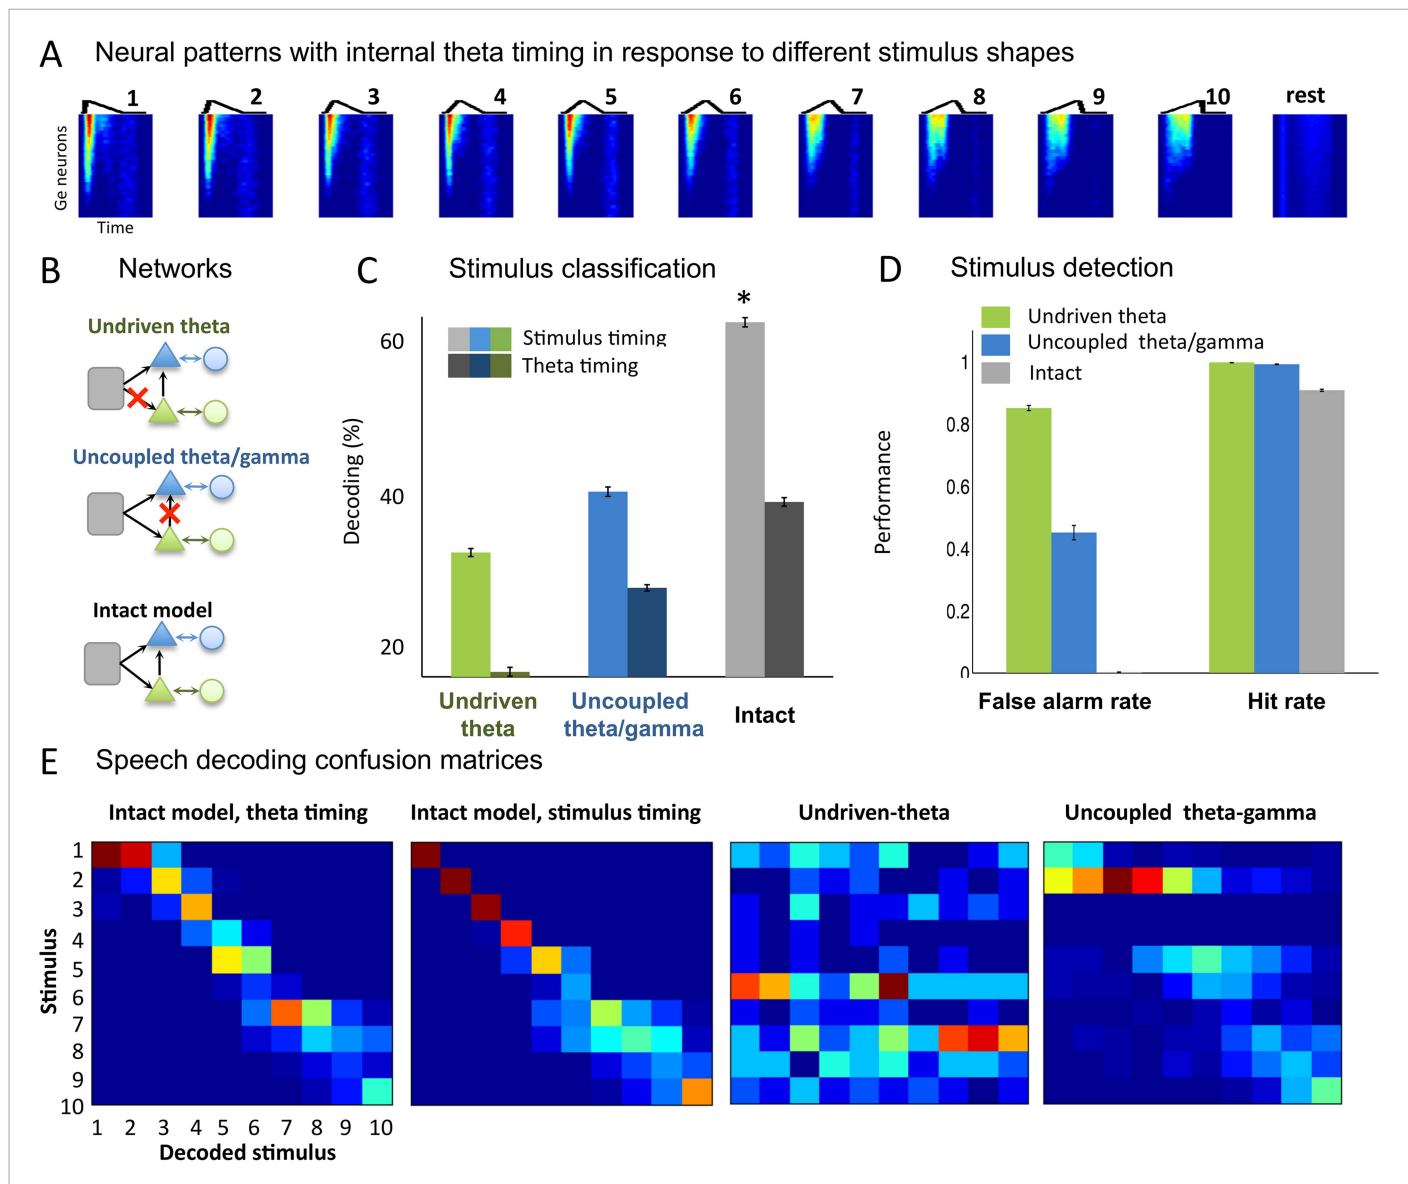 A Neural patterns with internal theta timing in response to different stimulus shapes
1 2 3 4 5 6 7 8 9 10 rest
Ge neurons
Time
B Networks
Undriven theta
Uncoupled theta/gamma
Intact model
C Stimulus classification
*
Stimulus timing
Theta timing
Decoding (%)
60
40
20
Undriven
theta
Uncoupled
theta/gamma
Intact
D Stimulus detection
Undriven theta
Uncoupled theta/gamma
Intact
Performance
1
0.8
0.6
0.4
0.2
0
False alarm rate
Hit rate
E Speech decoding confusion matrices
Intact model, theta timing
Intact model, stimulus timing
Undriven-theta
Uncoupled theta-gamma
Stimulus
1
2
3
4
5
6
7
8
9
10
1 2 3 4 5 6 7 8 9 10
Decoded stimulus